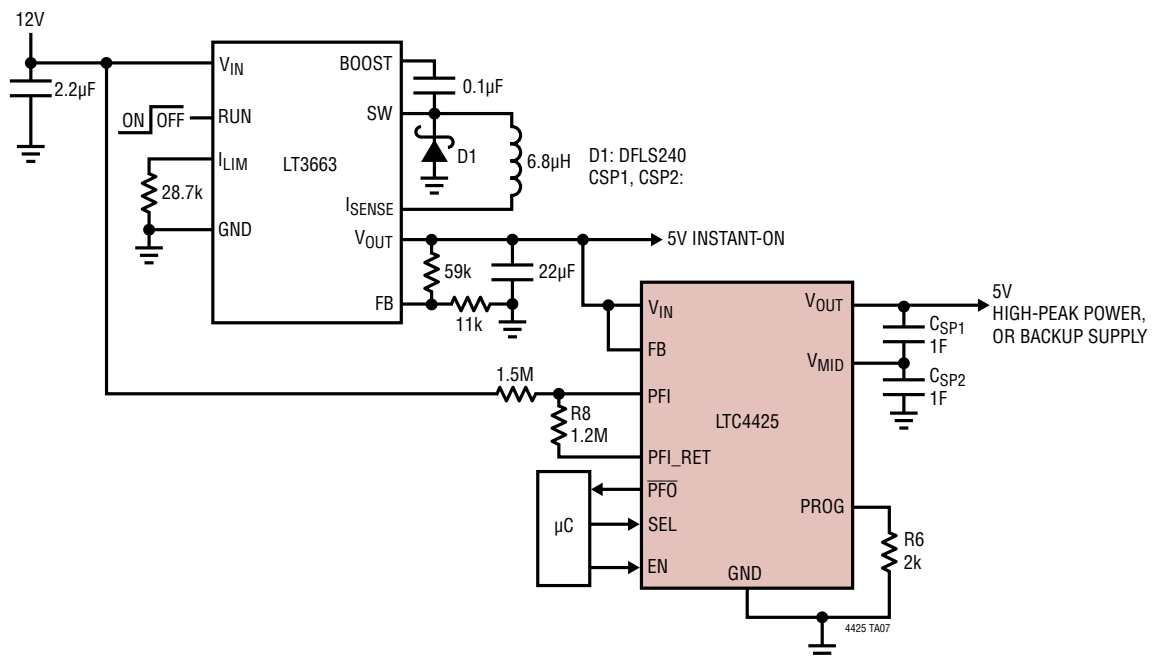 12V
2.2µF
VIN
RUN
ON OFF
ILIM
28.7k
GND
LT3663
BOOST
0.1µF
SW
D1
6.8µH
D1: DFLS240
CSP1, CSP2:
ISENSE
VOUT
5V INSTANT-ON
59k
22µF
FB
11k
1.5M
R8
1.2M
VIN
FB
PFI
PFI_RET
PFO
SEL
EN
µC
LTC4425
VOUT
VMID
PROG
GND
5V
HIGH-PEAK POWER,
OR BACKUP SUPPLY
CSP1
1F
CSP2
1F
R6
2k
4425 TA07